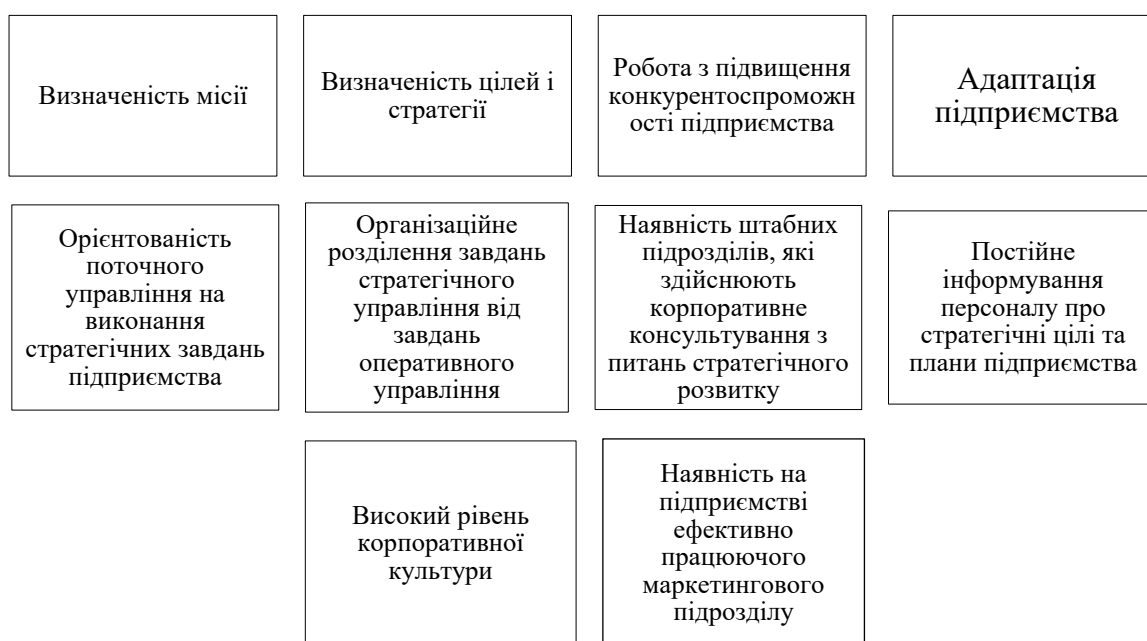 Визначеність місії
Визначеність цілей і
стратегії
Робота з підвищення
конкурентоспроможн
ості підприємства
Адаптація
підприємства
Орієнтованість
поточного
управління на
виконання
стратегічних завдань
підприємства
Організаційне
розділення завдань
стратегічного
управління від
завдань
оперативного
управління
Наявність штабних
підрозділів, які
здійснюють
корпоративне
консультування з
питань стратегічного
розвитку
Постійне
інформування
персоналу про
стратегічні цілі та
плани підприємства
Високий рівень
корпоративної
культури
Наявність на
підприємстві
ефективно
працюючого
маркетингового
підрозділу